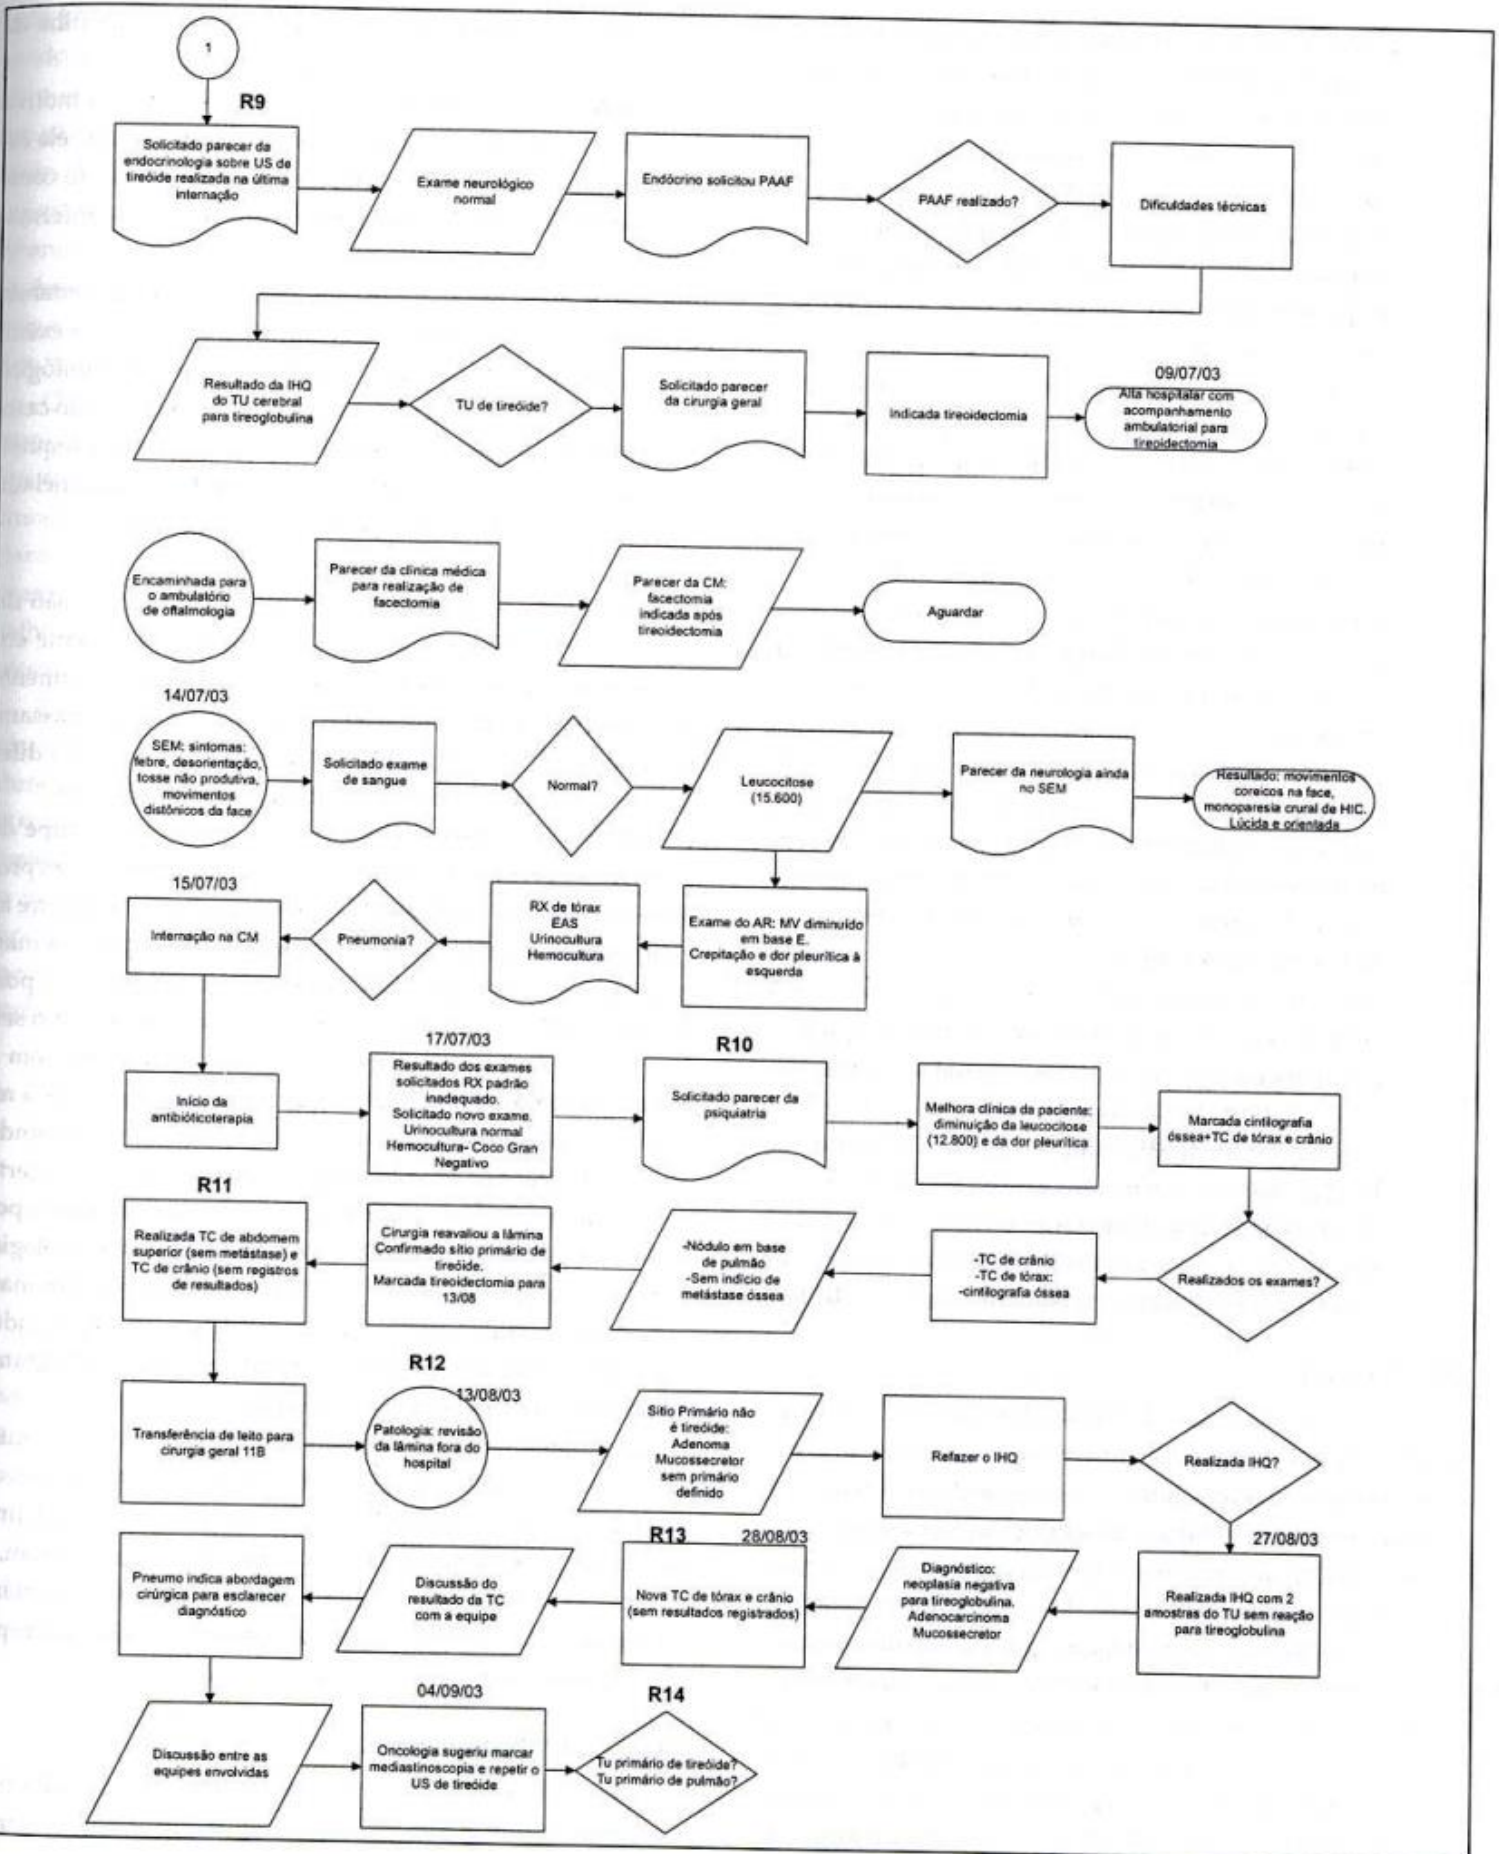 1
R9
Solicitado parecer da
endocrinologia sobre US de
tireóide realizada na última
internação
Exame neurológico
normal
Endócrino solicitou PAAF
PAAF realizado?
Dificuldades técnicas
Resultado da IHQ
do TU cerebral
para tireoglobulina
TU de tireóide?
Solicitado parecer
da cirurgia geral
Indicada tireoidectomia
09/07/03
Alta hospitalar com
acompanhamento
ambulatorial para
tireoidectomia
Encaminhada para
o ambulatório
de oftalmologia
Parecer da clínica médica
para realização de
facectomia
Parecer da CM:
facectomia
indicada após
tireoidectomia
Aguardar
14/07/03
SEM: sintomas:
febre, desorientação,
tosse não produtiva,
movimentos
distônicos da face
Solicitado exame
de sangue
Normal?
Leucocitose
(15.600)
Parecer da neurologia ainda
no SEM
Resultado: movimentos
coreicos na face,
monoparesia crural de HIC.
Lúcida e orientada
15/07/03
Internação na CM
Pneumonia?
RX de tórax
EAS
Urinocultura
Hemocultura
Exame do AR: MV diminuído
em base E.
Crepitação e dor pleurítica à
esquerda
Início da
antibióticoterapia
17/07/03
Resultado dos exames
solicitados RX padrão
inadequado.
Solicitado novo exame.
Urinocultura normal
Hemocultura- Coco Gran
Negativo
R10
Solicitado parecer da
psiquiatria
Melhora clínica da paciente:
diminuição da leucocitose
(12.800) e da dor pleurítica
Marcada cintilografia
óssea+TC de tórax e crânio
R11
Realizada TC de abdomem
superior (sem metástase) e
TC de crânio (sem registros
de resultados)
Cirurgia reavaliou a lâmina
Confirmado sítio primário de
tireóide.
Marcada tireoidectomia para
13/08
-Nódulo em base
de pulmão
-Sem indício de
metástase óssea
-TC de crânio
-TC de tórax:
-cintilografia óssea
Realizados os exames?
Transferência de leito para
cirurgia geral 11B
R12
13/08/03
Patologia: revisão
da lâmina fora do
hospital
Sítio Primário não
é tireóide:
Adenoma
Mucossecretor
sem primário
definido
Refazer o IHQ
Realizada IHQ?
Pneumo indica abordagem
cirúrgica para esclarecer
diagnóstico
Discussão do
resultado da TC
com a equipe
R13
28/08/03
Nova TC de tórax e crânio
(sem resultados registrados)
Diagnóstico:
neoplasia negativa
para tireoglobulina.
Adenocarcinoma
Mucossecretor
27/08/03
Realizada IHQ com 2
amostras do TU sem reação
para tireoglobulina
Discussão entre as
equipes envolvidas
04/09/03
Oncologia sugeriu marcar
mediastinoscopia e repetir o
US de tireóide
R14
Tu primário de tireóide?
Tu primário de pulmão?